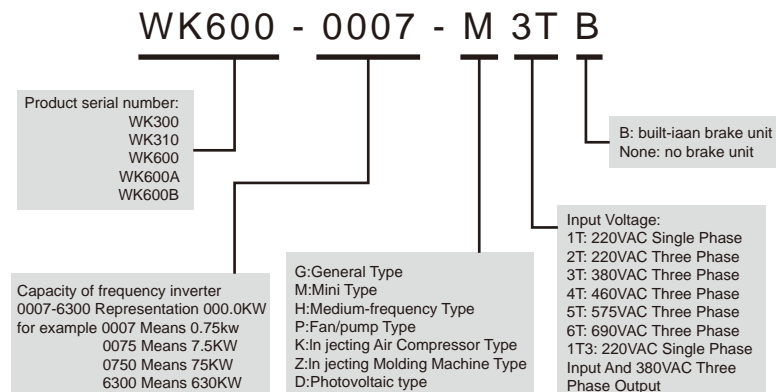 WK600 - 0007 - M 3T B
Product serial number:
WK300
WK310
WK600
WK600A
WK600B
B: built-iaan brake unit
None: no brake unit
Capacity of frequency inverter
0007-6300 Representation 000.0KW
for example 0007 Means 0.75kw
0075 Means 7.5KW
0750 Means 75KW
6300 Means 630KW
G:General Type
M:Mini Type
H:Medium-frequency Type
P:Fan/pump Type
K:In jecting Air Compressor Type
Z:In jecting Molding Machine Type
D:Photovoltaic type
Input Voltage:
1T: 220VAC Single Phase
2T: 220VAC Three Phase
3T: 380VAC Three Phase
4T: 460VAC Three Phase
5T: 575VAC Three Phase
6T: 690VAC Three Phase
1T3: 220VAC Single Phase
Input And 380VAC Three
Phase Output